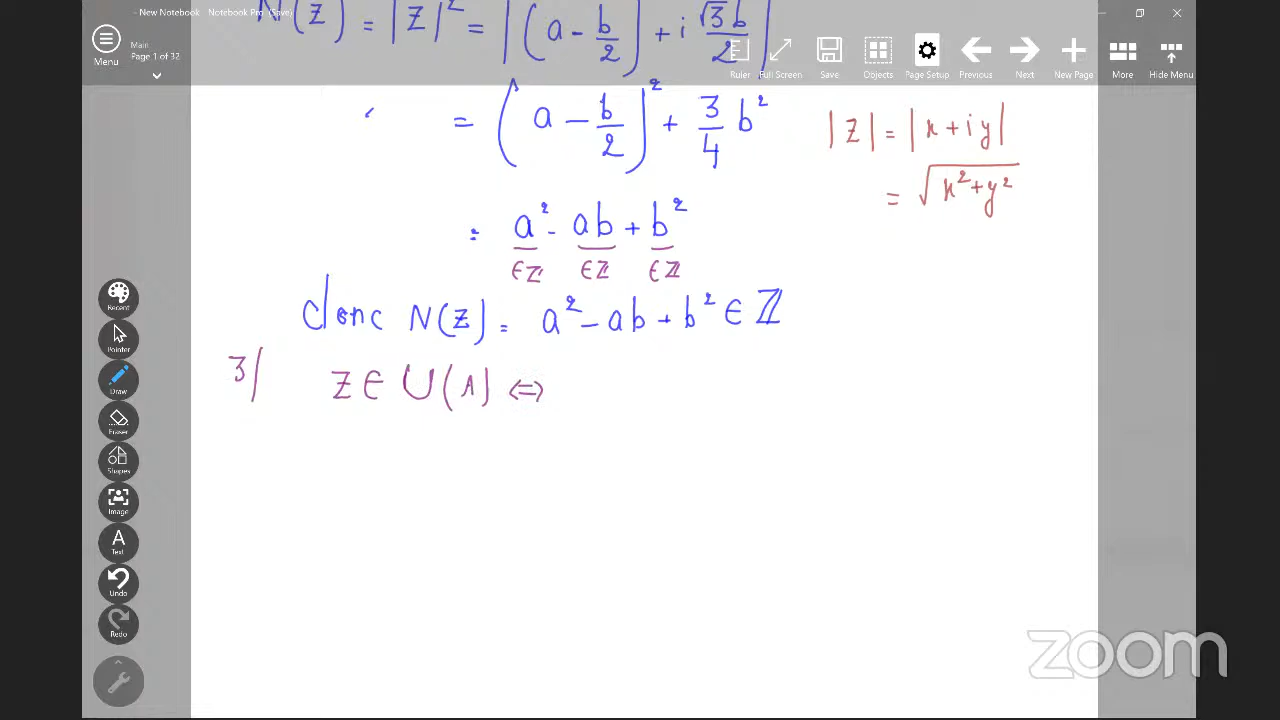 - New Notebook Notebook Pro (Save)
Menu
Main
Page 1 of 32
Ruler
Full Screen
Save
Objects
Page Setup
Previous
Next
New Page
More
Hide Menu
N(Z) = |Z|² = |(a - b/2) + i √3b/2|
= (a - b/2)² + 3/4 b²
|Z| = |x + iy|
= √x² + y²
= a² - ab + b²
∈ℤ ∈ℤ ∈ℤ
donc N(Z) = a² - ab + b² ∈ ℤ
3/ Z ∈ U(A) ⇔
Recent
Pointer
Draw
Eraser
Shapes
Image
A
Text
Undo
Redo
zoom